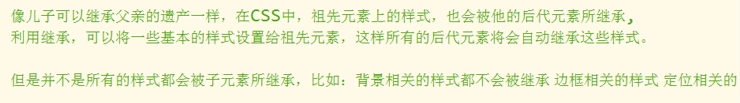 像儿子可以继承父亲的遗产一样，在CSS中，祖先元素上的样式，也会被他的后代元素所继承,
利用继承，可以将一些基本的样式设置给祖先元素，这样所有的后代元素将会自动继承这些样式。
但是并不是所有的样式都会被子元素所继承，比如：背景相关的样式都不会被继承 边框相关的样式 定位相关的